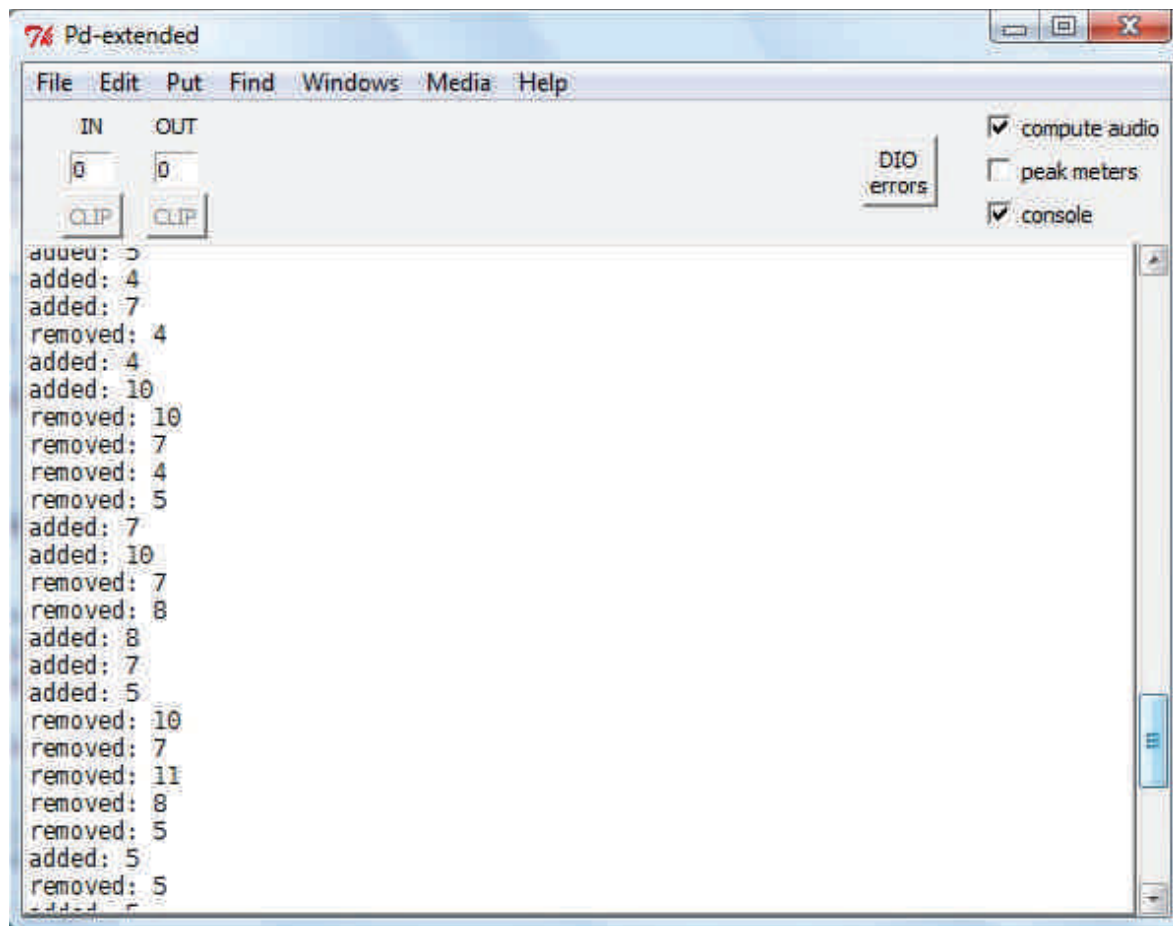 Pd-extended
File Edit Put Find Windows Media Help
IN OUT
0 0
CLIP CLIP
DIO
errors
compute audio
peak meters
console
added: 5
added: 4
added: 7
removed: 4
added: 4
added: 10
removed: 10
removed: 7
removed: 4
removed: 5
added: 7
added: 10
removed: 7
removed: 8
added: 8
added: 7
added: 5
removed: 10
removed: 7
removed: 11
removed: 8
removed: 5
added: 5
removed: 5